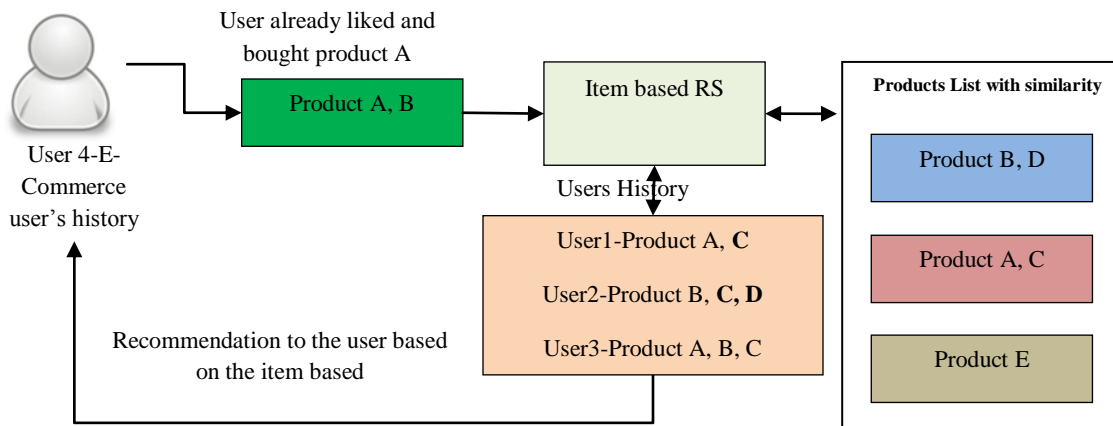 User already liked and
bought product A
Product A, B
Item based RS
Products List with similarity
User 4-E-
Commerce
user’s history
Users History
Product B, D
User1-Product A, C
User2-Product B, C, D
User3-Product A, B, C
Product A, C
Recommendation to the user based
on the item based
Product E